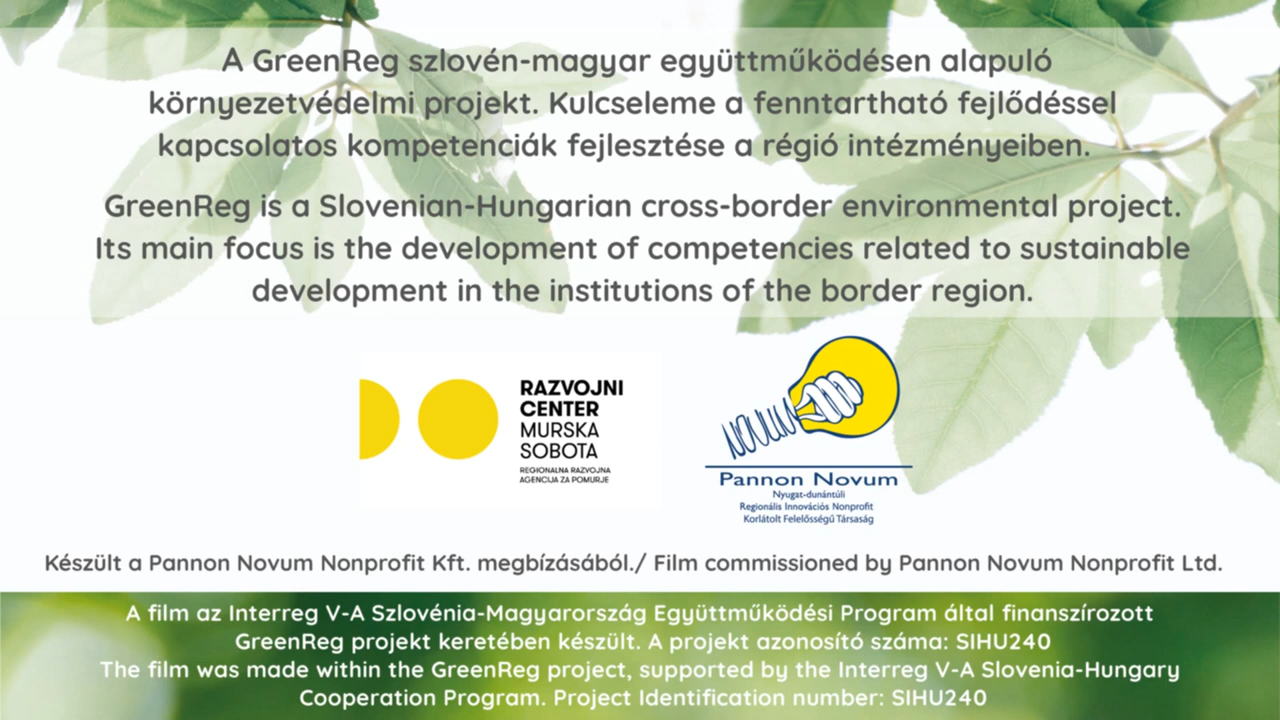 A GreenReg szlovén-magyar együttműködésen alapuló
környezetvédelmi projekt. Kulcseleme a fenntartható fejlődéssel
kapcsolatos kompetenciák fejlesztése a régió intézményeiben.
GreenReg is a Slovenian-Hungarian cross-border environmental project.
Its main focus is the development of competencies related to sustainable
development in the institutions of the border region.
RAZVOJNI
CENTER
MURSKA
SOBOTA
REGIONALNA RAZVOJNA
AGENCIJA ZA POMURJE
NOVUM
Pannon Novum
Nyugat-dunántúli
Regionális Innovációs Nonprofit
Korlátolt Felelősségű Társaság
Készült a Pannon Novum Nonprofit Kft. megbízásából./ Film commissioned by Pannon Novum Nonprofit Ltd.
A film az Interreg V-A Szlovénia-Magyarország Együttműködési Program által finanszírozott
GreenReg projekt keretében készült. A projekt azonosító száma: SIHU240
The film was made within the GreenReg project, supported by the Interreg V-A Slovenia-Hungary
Cooperation Program. Project Identification number: SIHU240